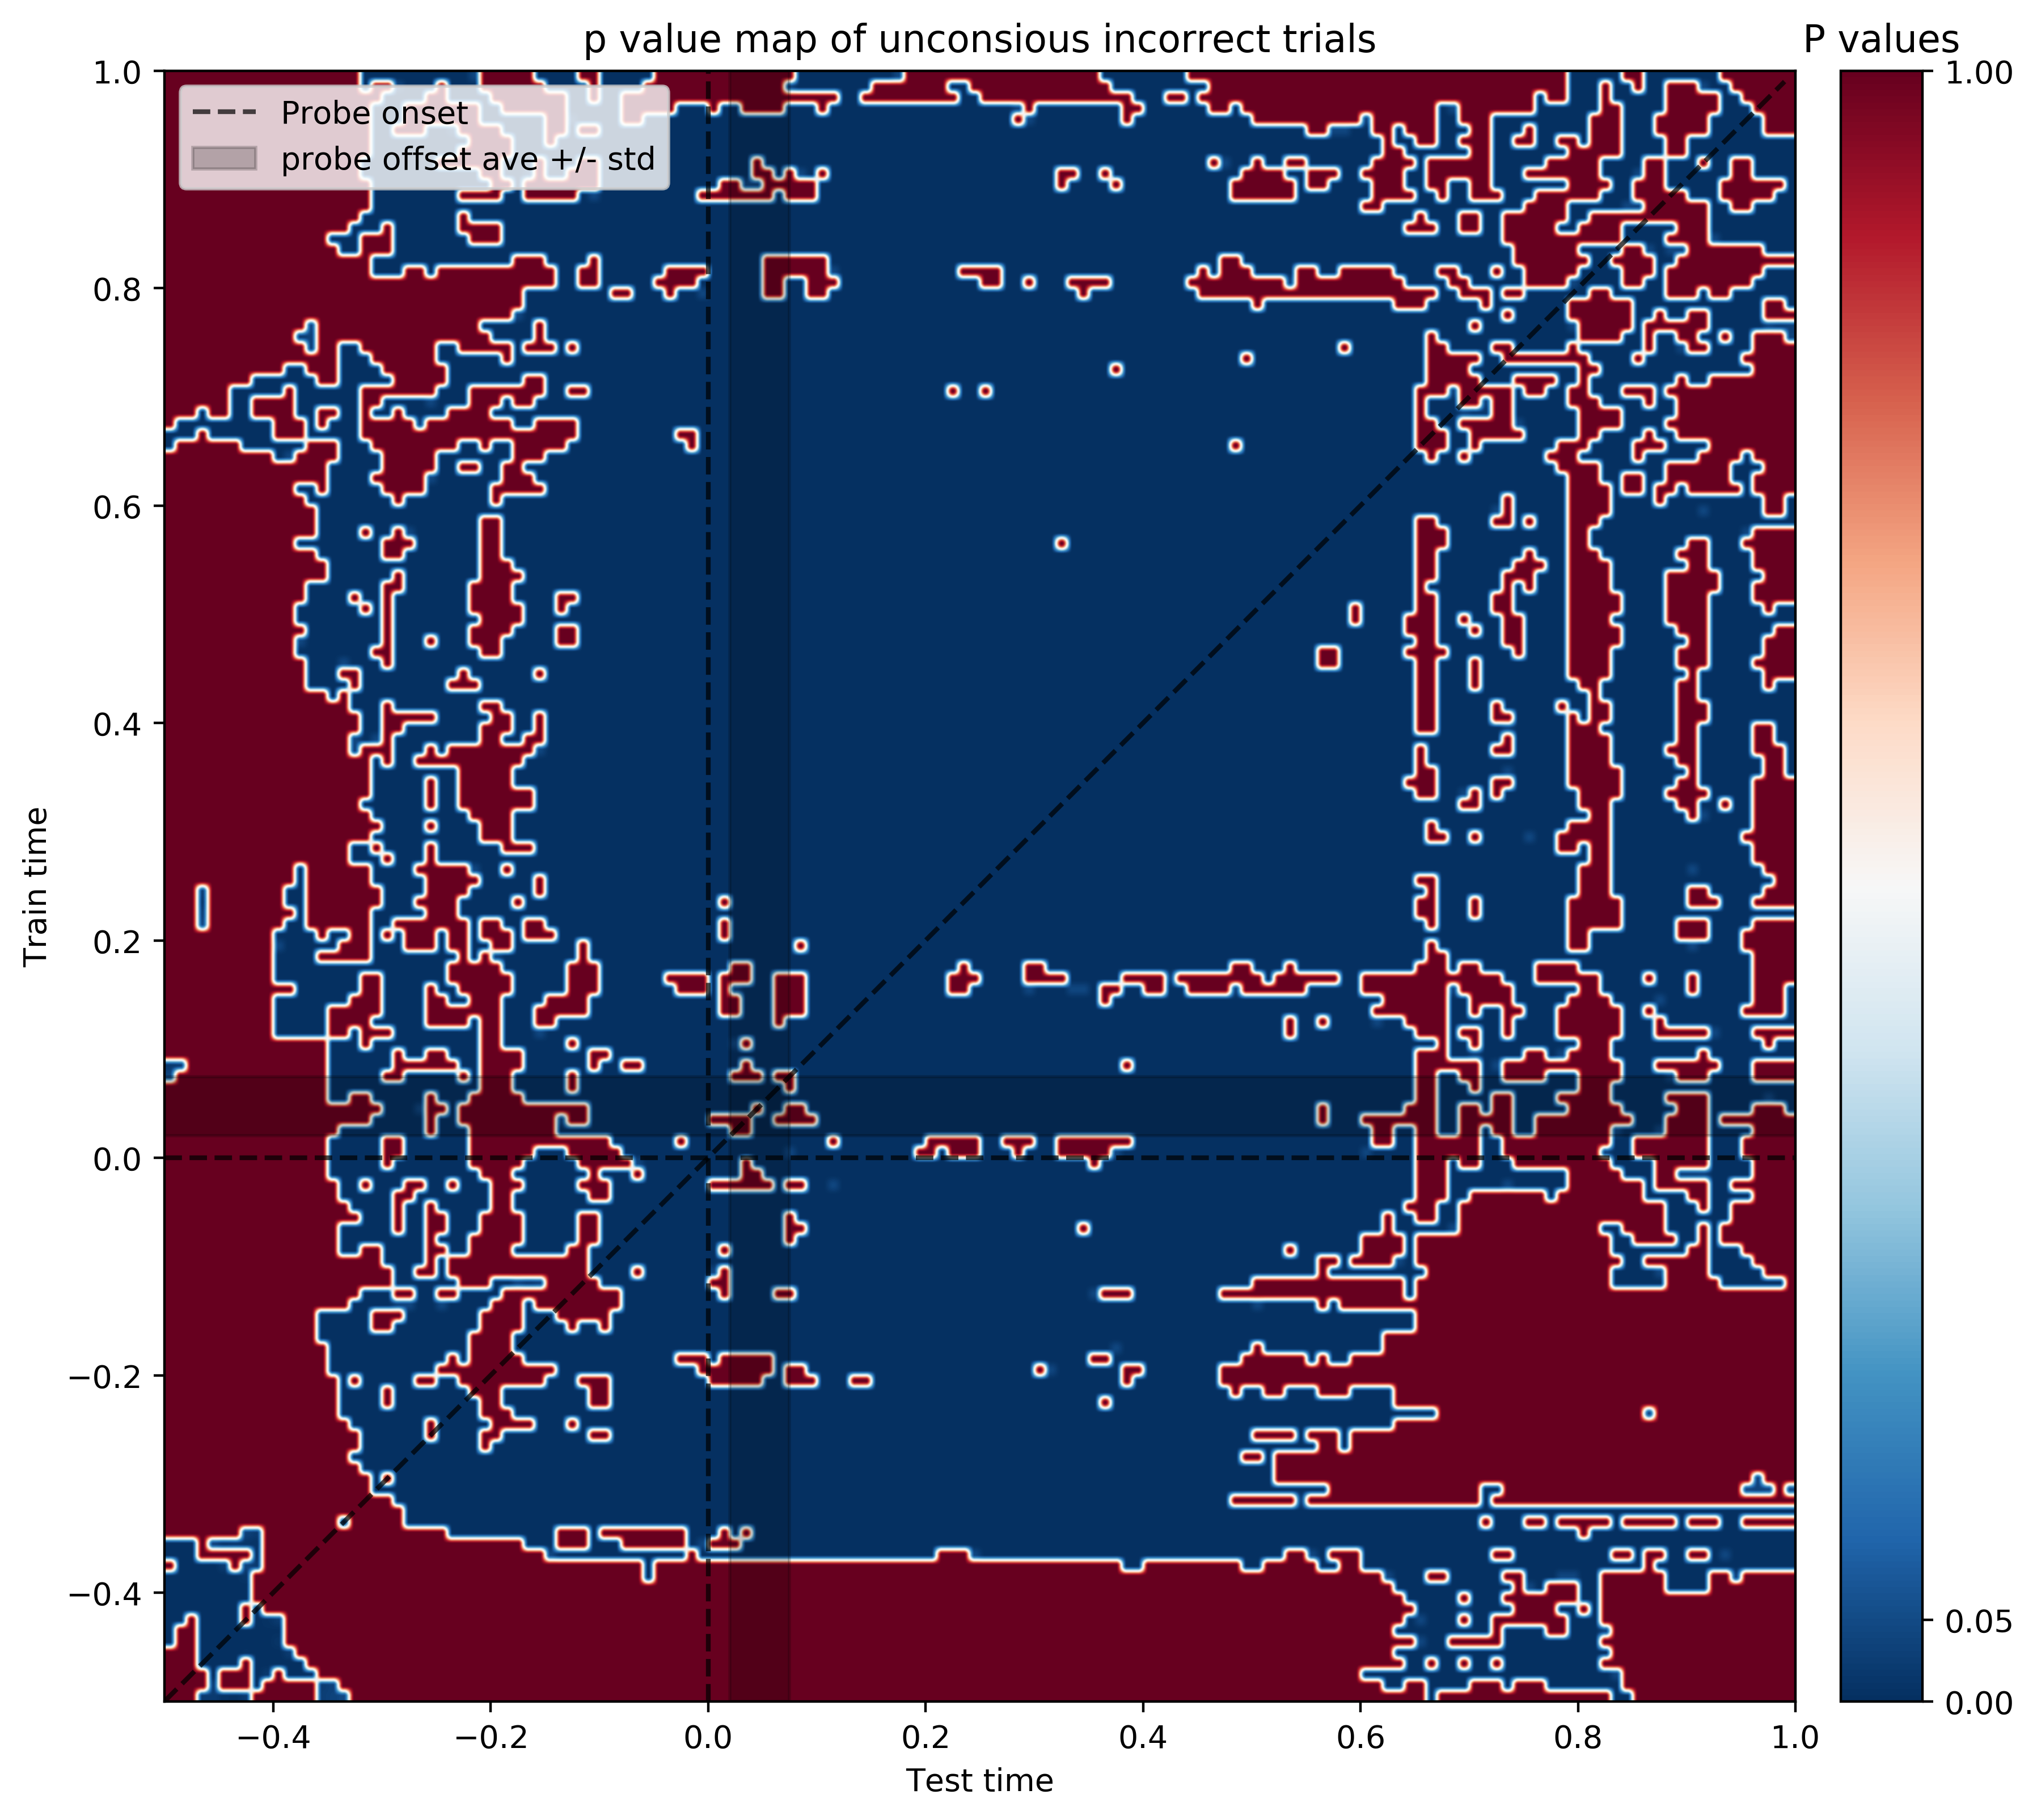 p value map of unconsious incorrect trials
P values
Probe onset
probe offset ave +/- std
1.0
0.8
0.6
0.4
0.2
0.0
−0.2
−0.4
Train time
−0.4 −0.2 0.0 0.2 0.4 0.6 0.8 1.0
Test time
1.00
0.05
0.00